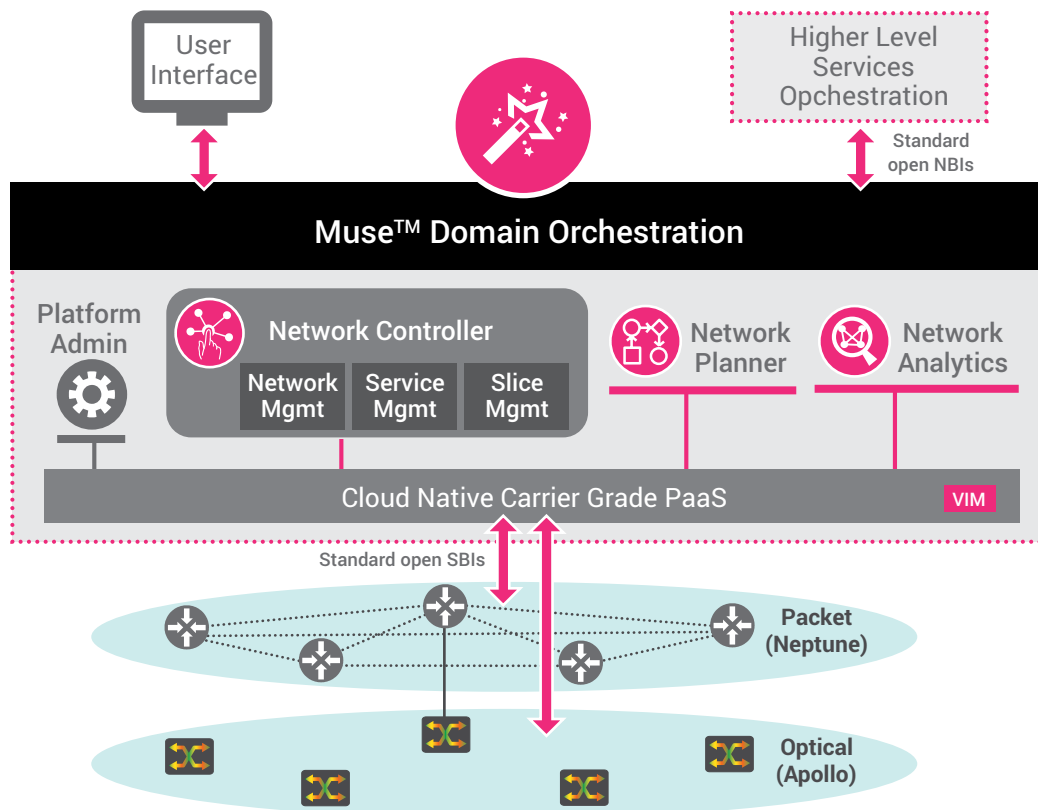 User
Interface
Higher Level
Services
Opchestration
Standard
open NBIs
Muse™ Domain Orchestration
Platform
Admin
Network Controller
Network
Mgmt
Service
Mgmt
Slice
Mgmt
Network
Planner
Network
Analytics
Cloud Native Carrier Grade PaaS
VIM
Standard open SBIs
Packet
(Neptune)
Optical
(Apollo)